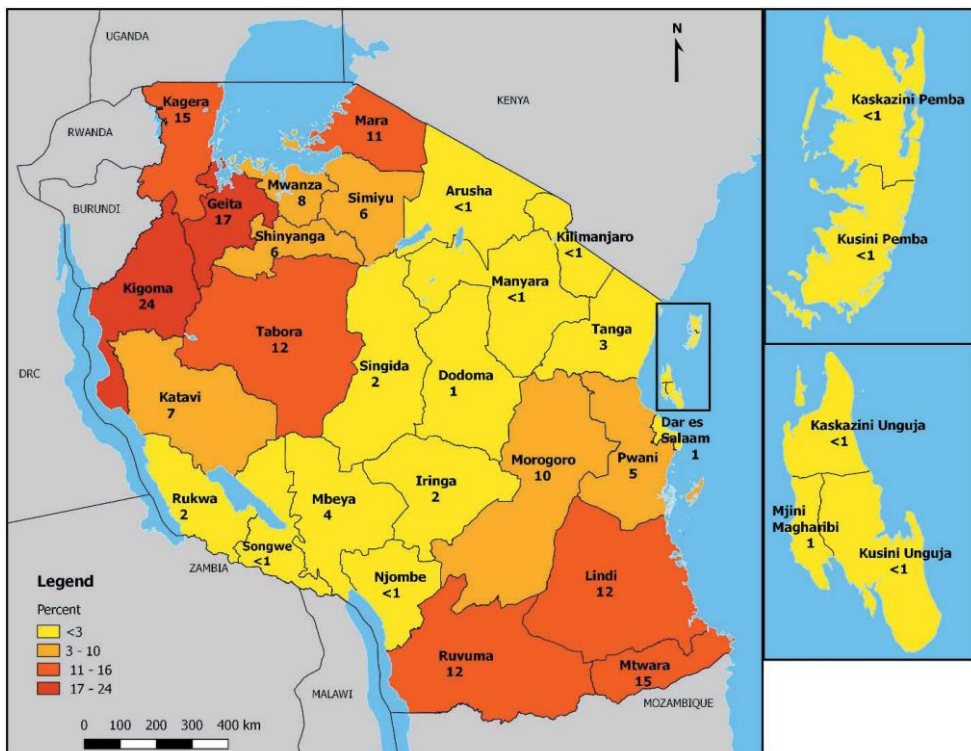 UGANDA
N
KENYA
Kagera
15
Mara
11
RWANDA
Mwanza
8
Simiyu
6
Arusha
<1
Geita
17
BURUNDI
Shinyanga
6
Kilimanjaro
<1
Kigoma
24
Manyara
<1
Tabora
12
Tanga
3
Singida
2
Dodoma
1
DRC
Katavi
7
Dar es
Salaam
1
Morogoro
10
Pwani
5
Rukwa
2
Mbeya
4
Iringa
2
Songwe
<1
ZAMBIA
Njombe
<1
Lindi
12
Ruvuma
12
Mtwara
15
MALAWI
MOZAMBIQUE
Legend
Percent
<3
3 - 10
11 - 16
17 - 24
0 100 200 300 400 km
Kaskazini Pemba
<1
Kusini Pemba
<1
Kaskazini Unguja
<1
Mjini
Magharibi
1
Kusini Unguja
<1